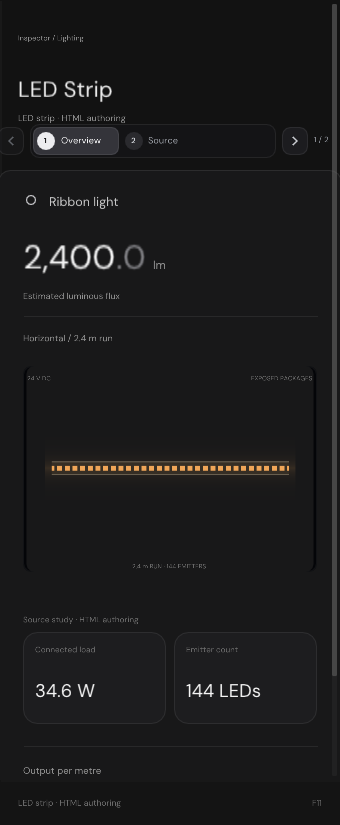 Inspector / Lighting
LED Strip
LED strip · HTML authoring
1 Overview 2 Source 1 / 2
Ribbon light
2,400.0 lm
Estimated luminous flux
Horizontal / 2.4 m run
24 V DC EXPOSED PACKAGES
2.4 m RUN · 144 EMITTERS
Source study · HTML authoring
Connected load Emitter count
34.6 W 144 LEDs
Output per metre
LED strip · HTML authoring F11